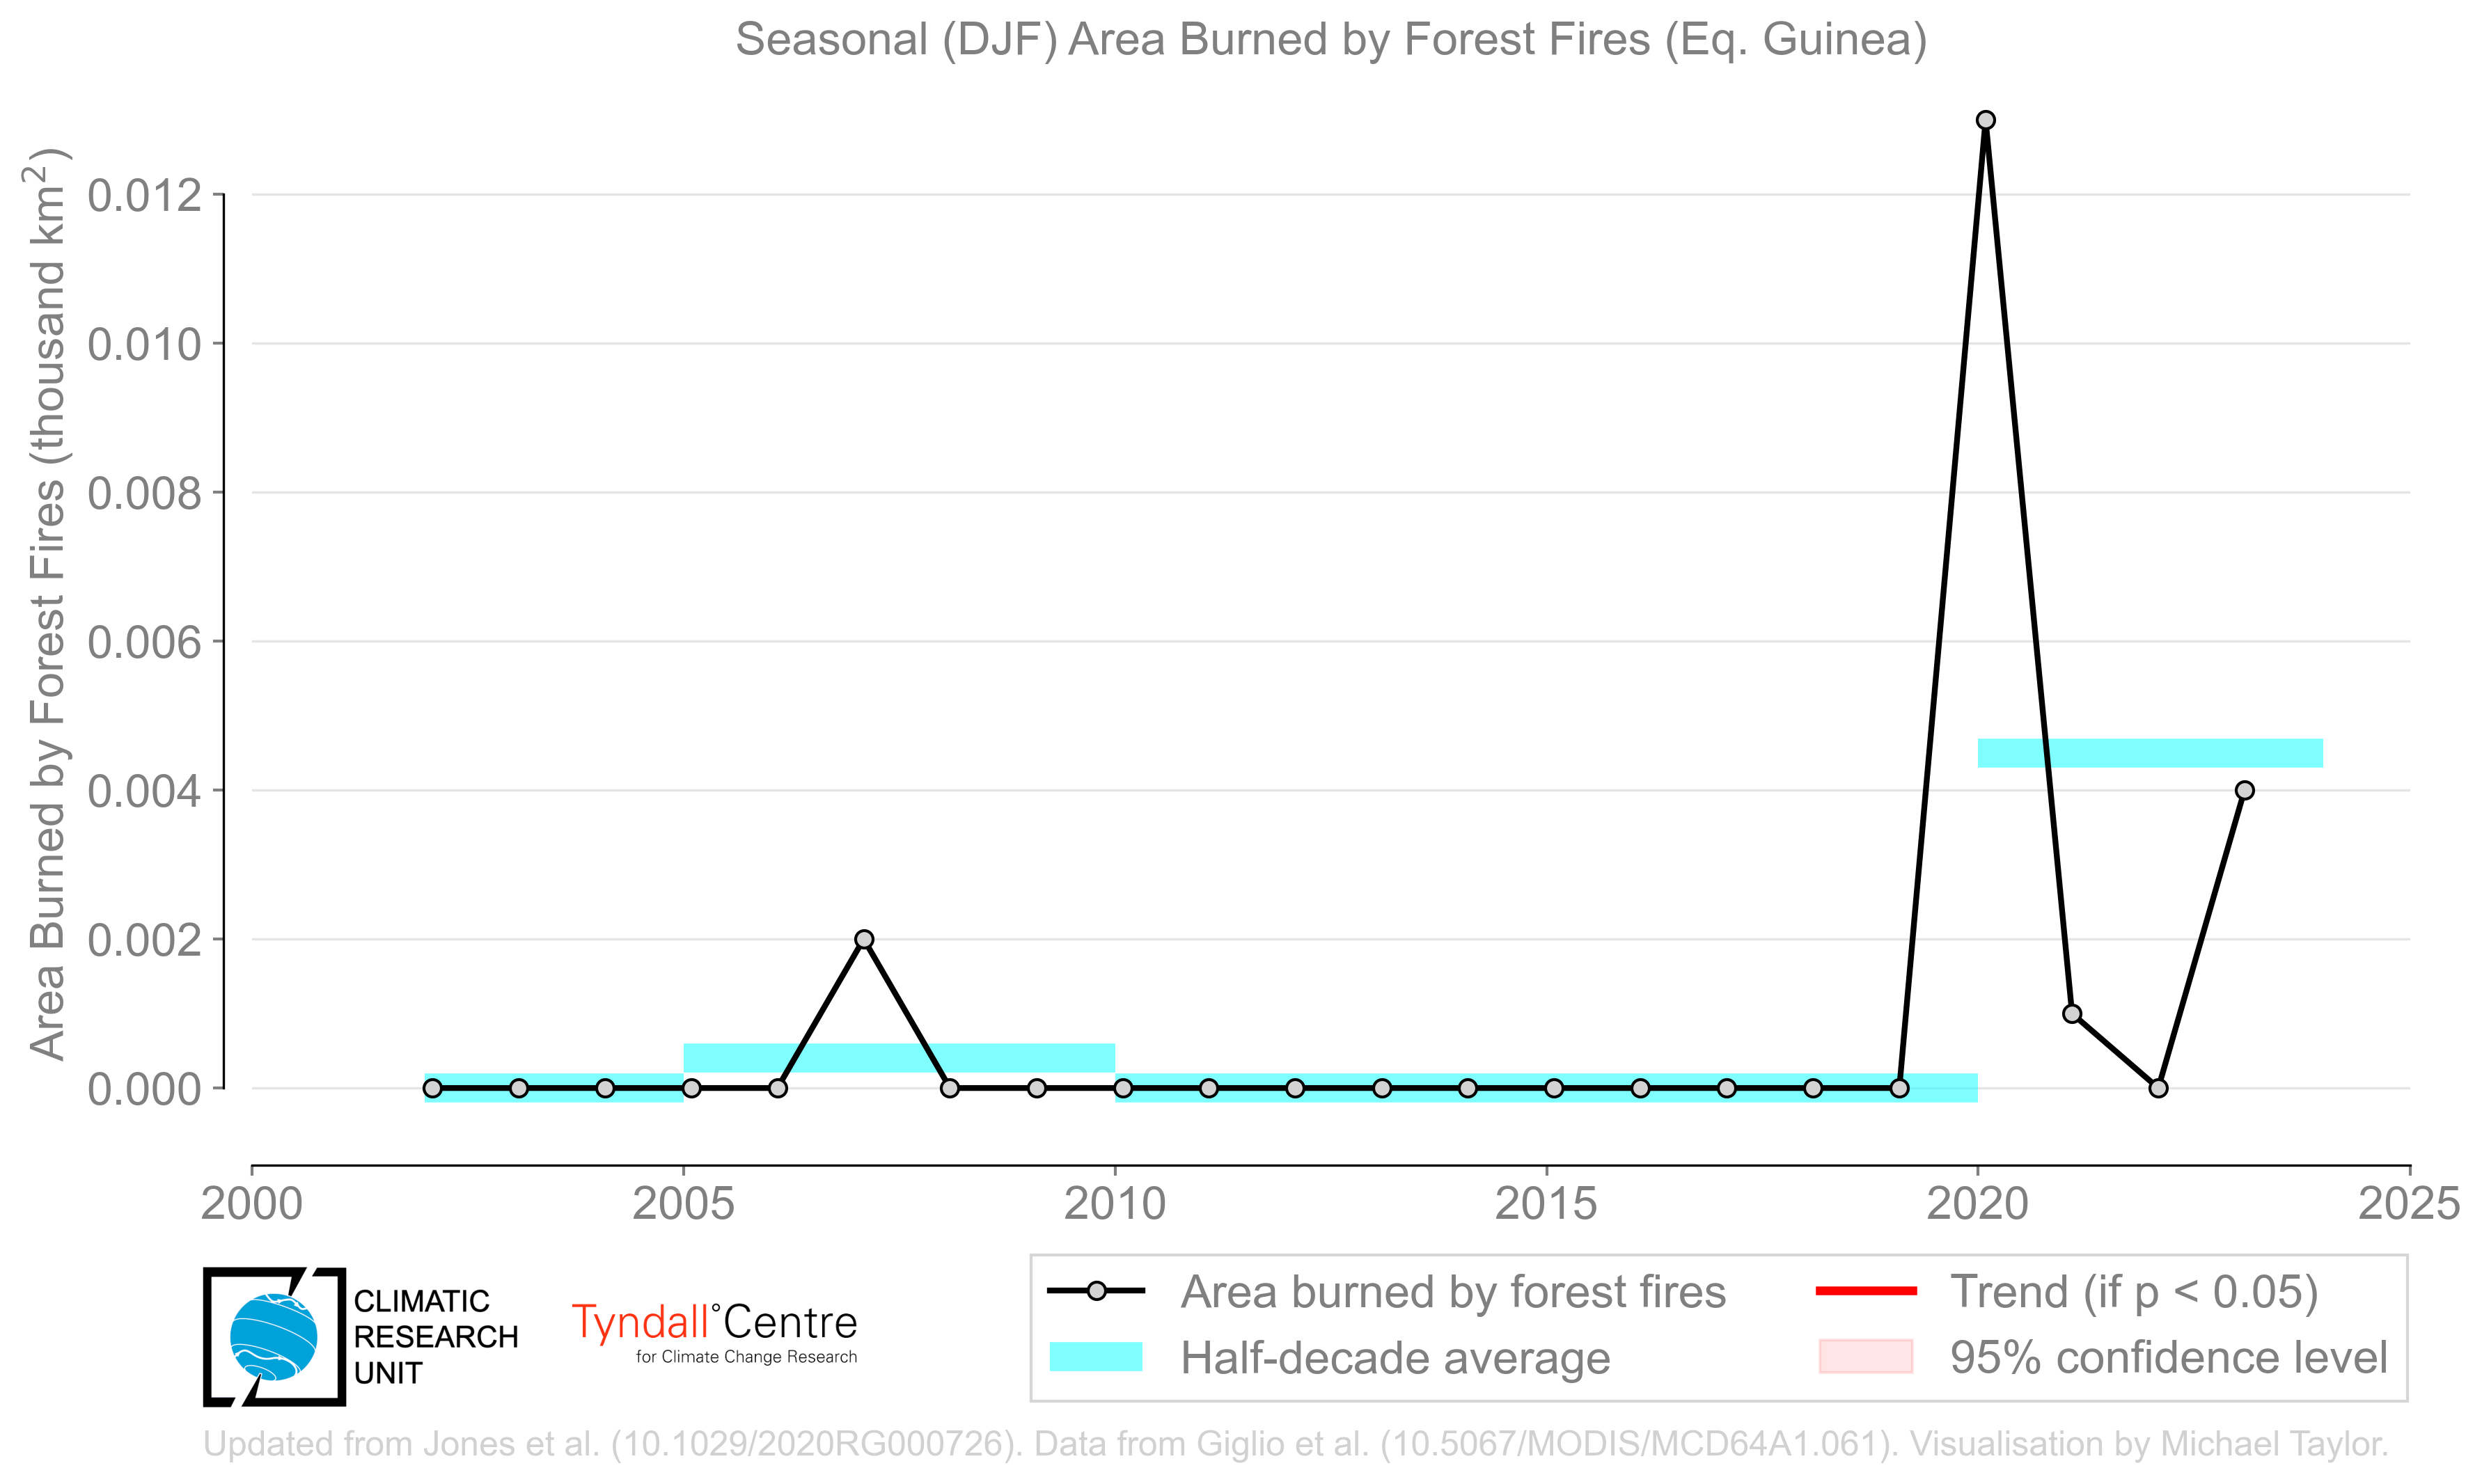 Seasonal (DJF) Area Burned by Forest Fires (Eq. Guinea)
Area Burned by Forest Fires (thousand km²)
0.012
0.010
0.008
0.006
0.004
0.002
0.000
2000 2005 2010 2015 2020 2025
CLIMATIC
RESEARCH
UNIT
Tyndall°Centre
for Climate Change Research
Area burned by forest fires
Half-decade average
Trend (if p < 0.05)
95% confidence level
Updated from Jones et al. (10.1029/2020RG000726). Data from Giglio et al. (10.5067/MODIS/MCD64A1.061). Visualisation by Michael Taylor.